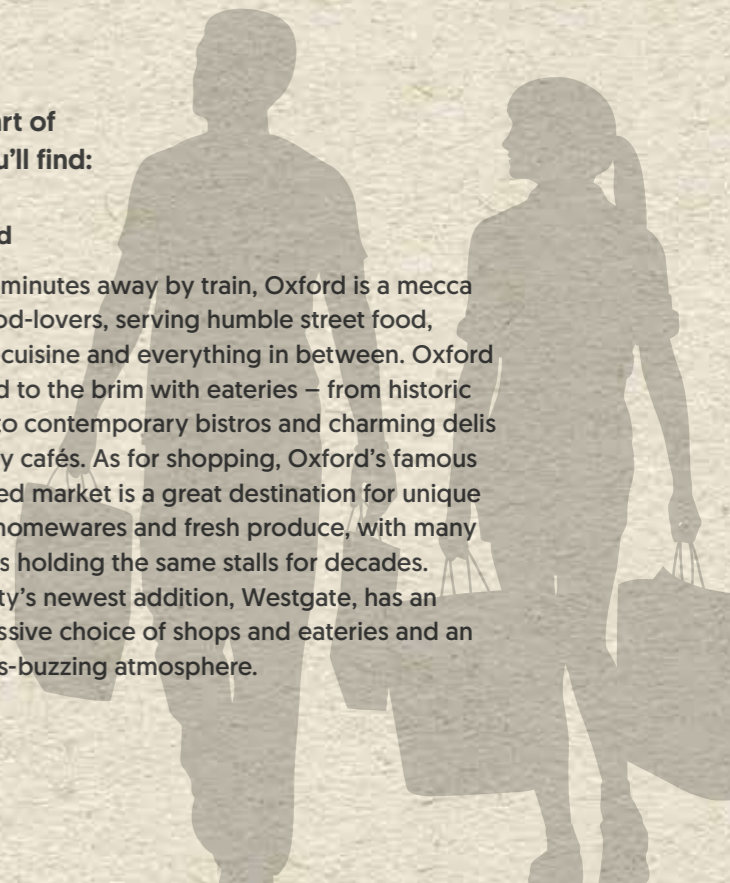 rt of
u’ll find:
d
minutes away by train, Oxford is a mecca
od-lovers, serving humble street food,
cuisine and everything in between. Oxford
d to the brim with eateries – from historic
to contemporary bistros and charming delis
y cafés. As for shopping, Oxford’s famous
ed market is a great destination for unique
homewares and fresh produce, with many
s holding the same stalls for decades.
ty’s newest addition, Westgate, has an
ssive choice of shops and eateries and an
s-buzzing atmosphere.